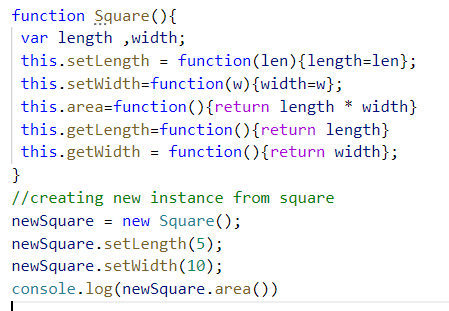 function Square(){
var length ,width;
this.setLength = function(len){length=len};
this.setWidth=function(w){width=w};
this.area=function(){return length * width}
this.getLength=function(){return length}
this.getWidth = function(){return width};
}
//creating new instance from square
newSquare = new Square();
newSquare.setLength(5);
newSquare.setWidth(10);
console.log(newSquare.area())